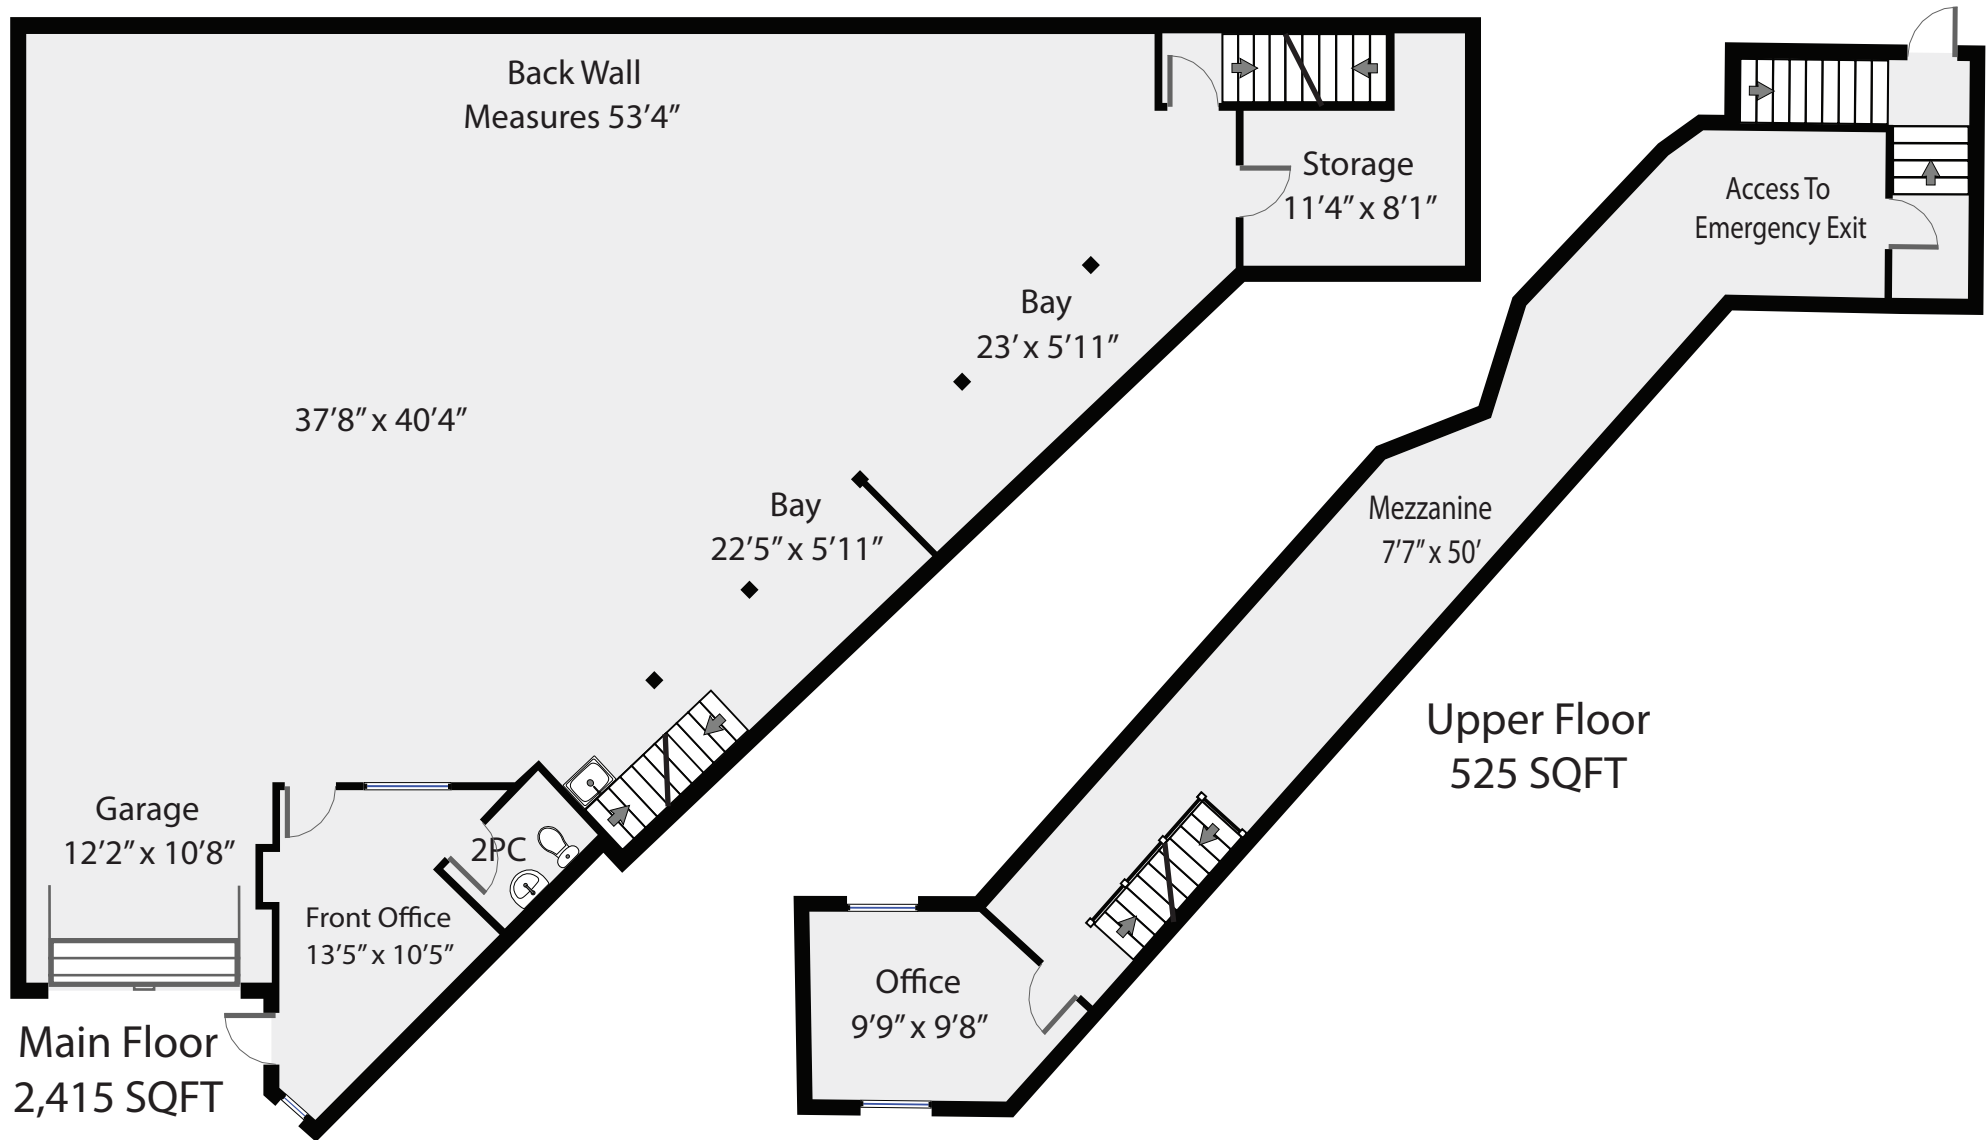 Back Wall
Measures 53’4”
Storage
11’4” x 8’1”
Bay
23’ x 5’11”
37’8” x 40’4”
Bay
22’5” x 5’11”
Garage
12’2” x 10’8”
2PC
Front Office
13’5” x 10’5”
Main Floor
2,415 SQFT
Access To
Emergency Exit
Mezzanine
7’7” x 50’
Upper Floor
525 SQFT
Office
9’9” x 9’8”